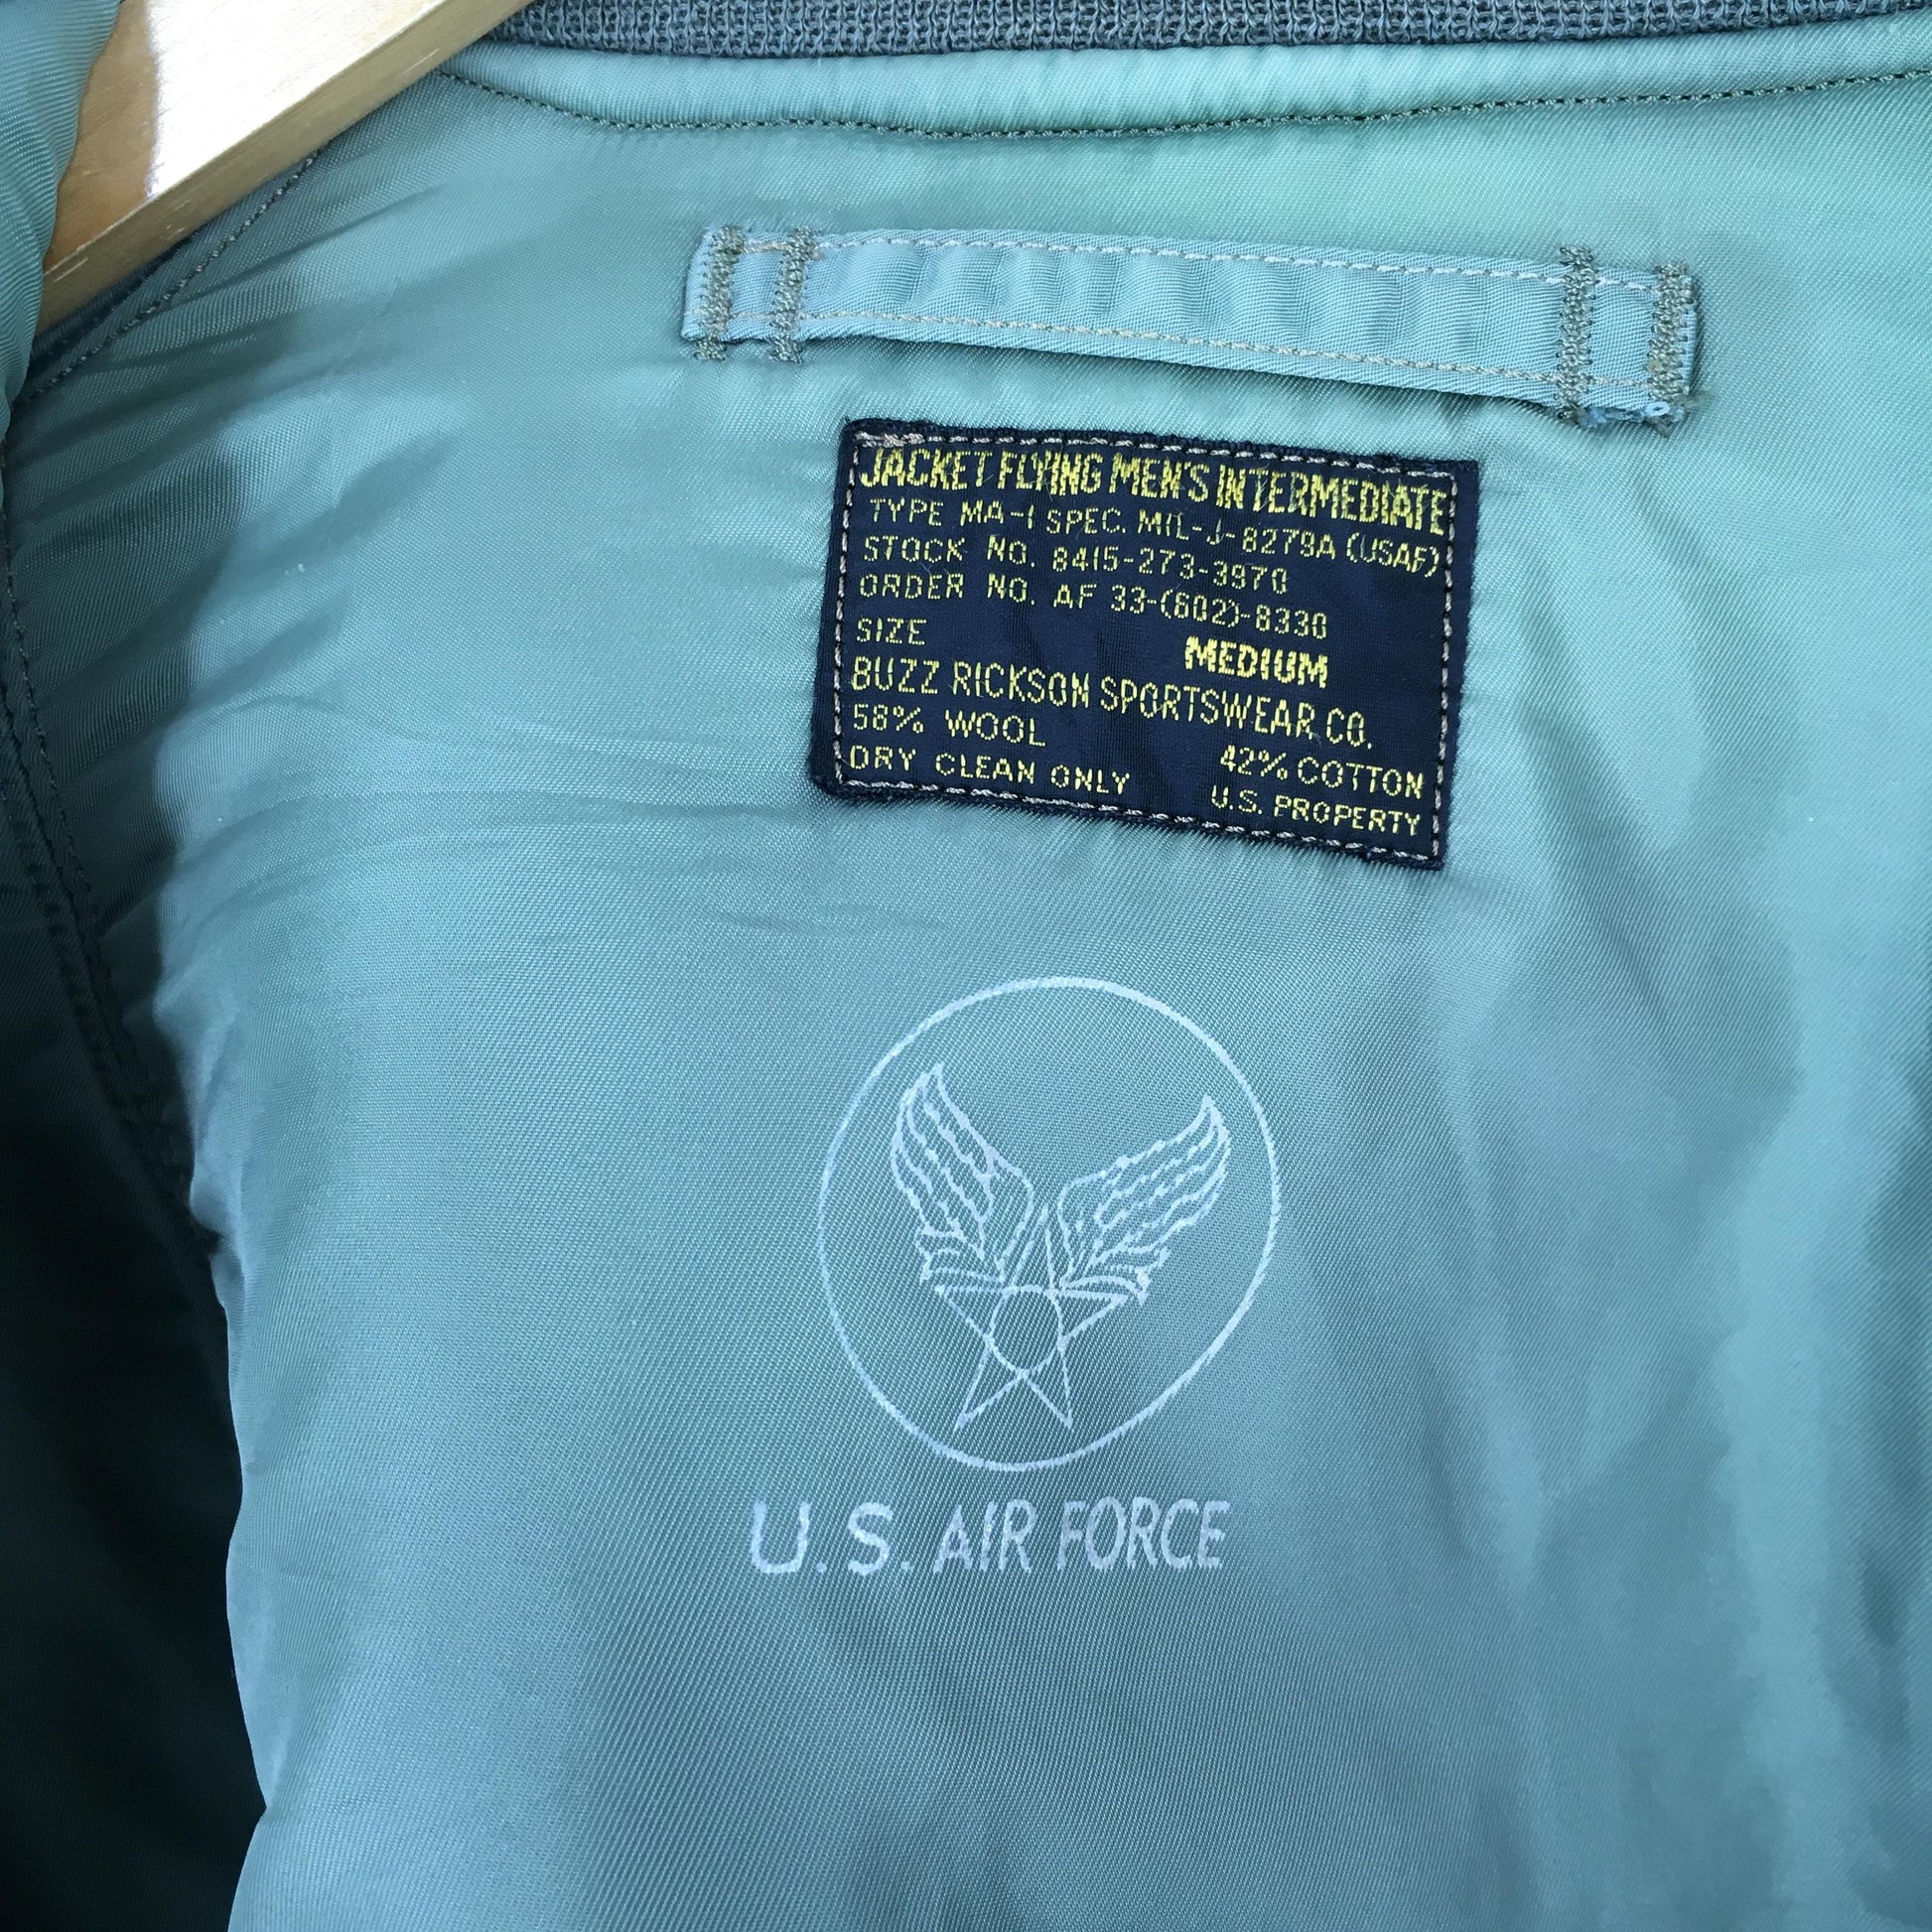 JACKET FLYING MEN'S INTERMEDIATE
TYPE MA-1 SPEC. MIL-J-8279A (USAF)
STOCK NO. 8415-273-3970
ORDER NO. AF 33-(602)-8330
SIZE MEDIUM
BUZZ RICKSON SPORTSWEAR CO.
58% WOOL 42% COTTON
DRY CLEAN ONLY U.S. PROPERTY
U.S. AIR FORCE